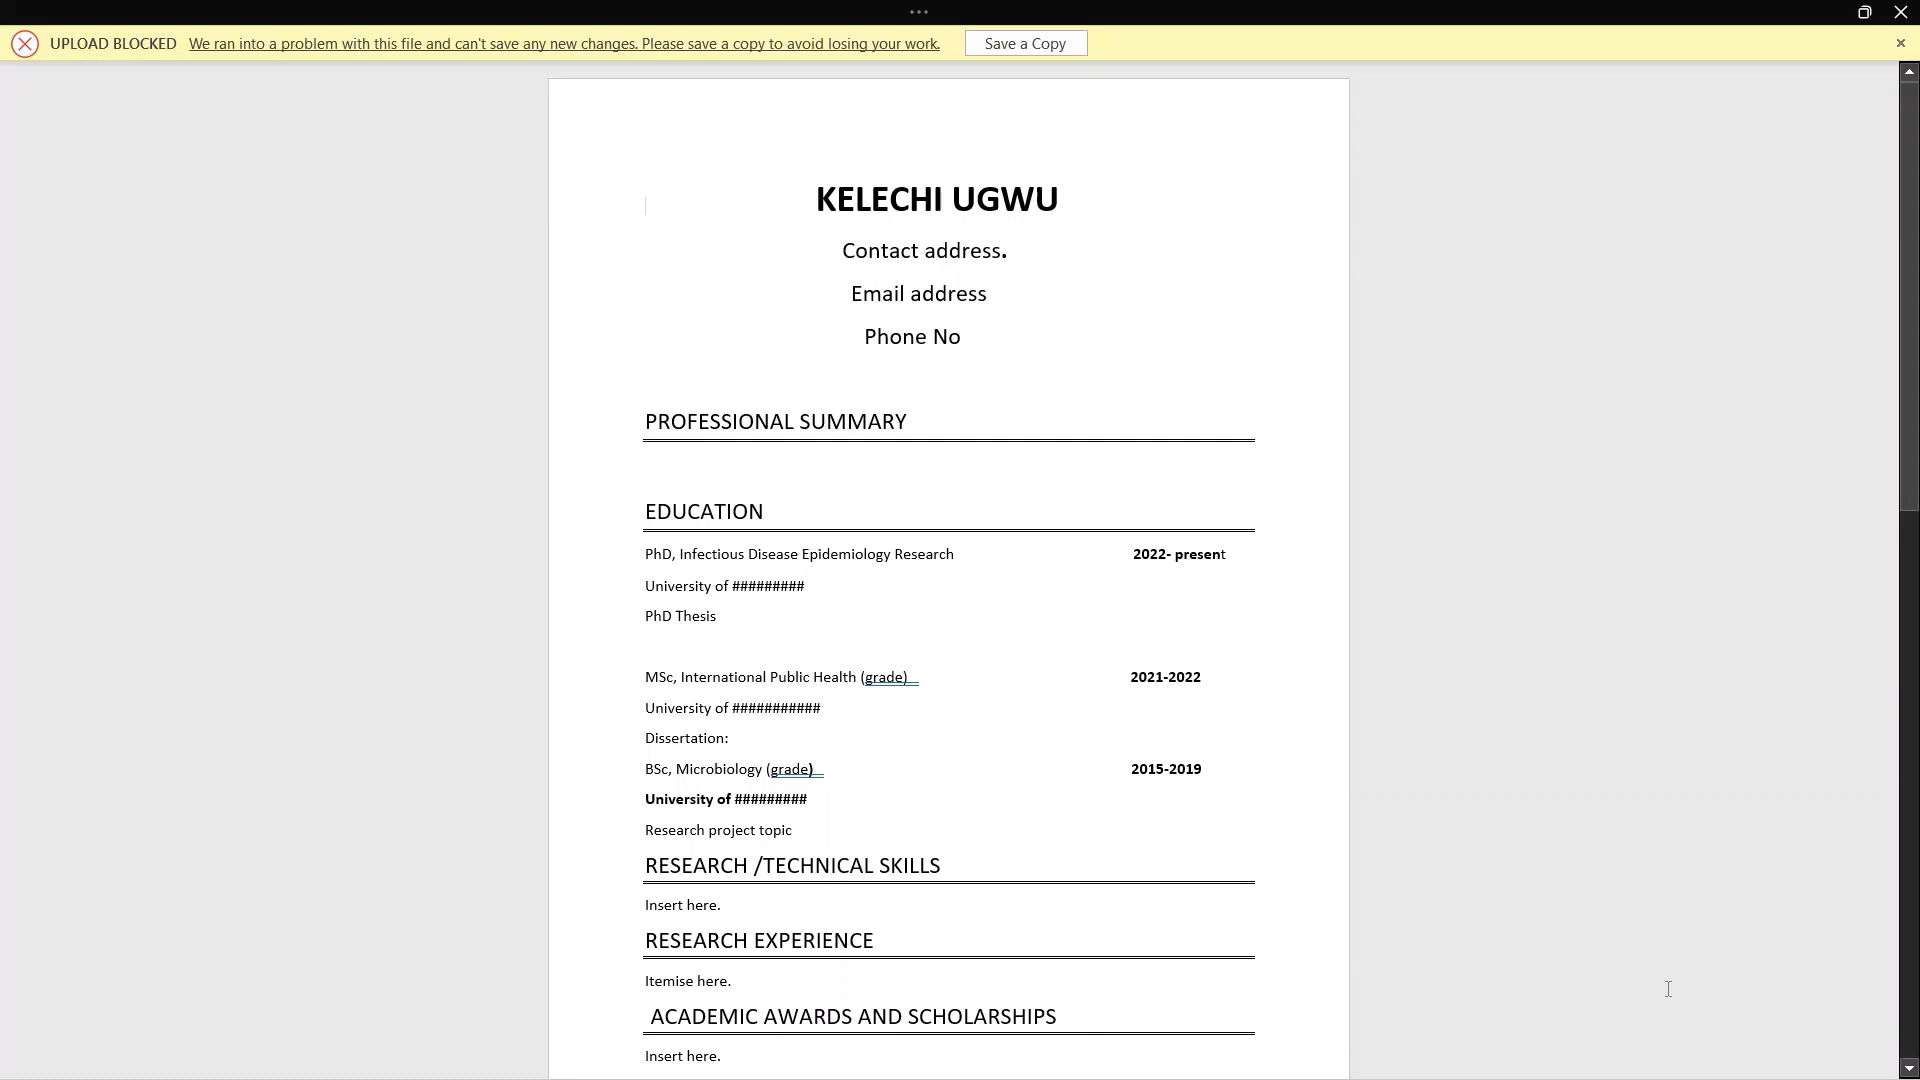 UPLOAD BLOCKED We ran into a problem with this file and can't save any new changes. Please save a copy to avoid losing your work. Save a Copy
KELECHI UGWU
Contact address.
Email address
Phone No
PROFESSIONAL SUMMARY
EDUCATION
PhD, Infectious Disease Epidemiology Research 2022- present
University of #########
PhD Thesis
MSc, International Public Health (grade) 2021-2022
University of ###########
Dissertation:
BSc, Microbiology (grade) 2015-2019
University of #########
Research project topic
RESEARCH /TECHNICAL SKILLS
Insert here.
RESEARCH EXPERIENCE
Itemise here.
ACADEMIC AWARDS AND SCHOLARSHIPS
Insert here.